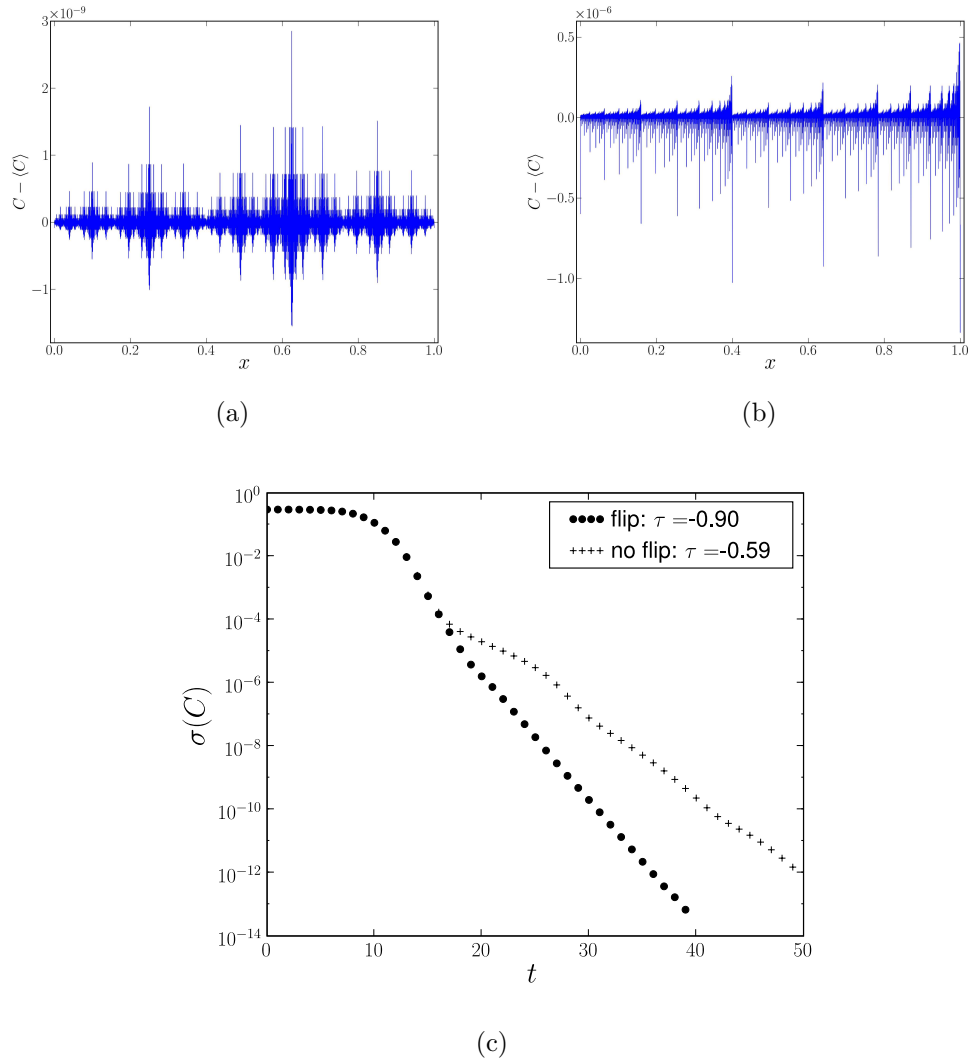 ×10⁻⁹
3
2
1
0
−1
C − ⟨C⟩
0.0 0.2 0.4 0.6 0.8 1.0
x
(a)
×10⁻⁶
0.5
0.0
−0.5
−1.0
C − ⟨C⟩
0.0 0.2 0.4 0.6 0.8 1.0
x
(b)
10⁰
10⁻²
10⁻⁴
10⁻⁶
10⁻⁸
10⁻¹⁰
10⁻¹²
10⁻¹⁴
σ(C)
flip: τ =-0.90
no flip: τ =-0.59
0 10 20 30 40 50
t
(c)